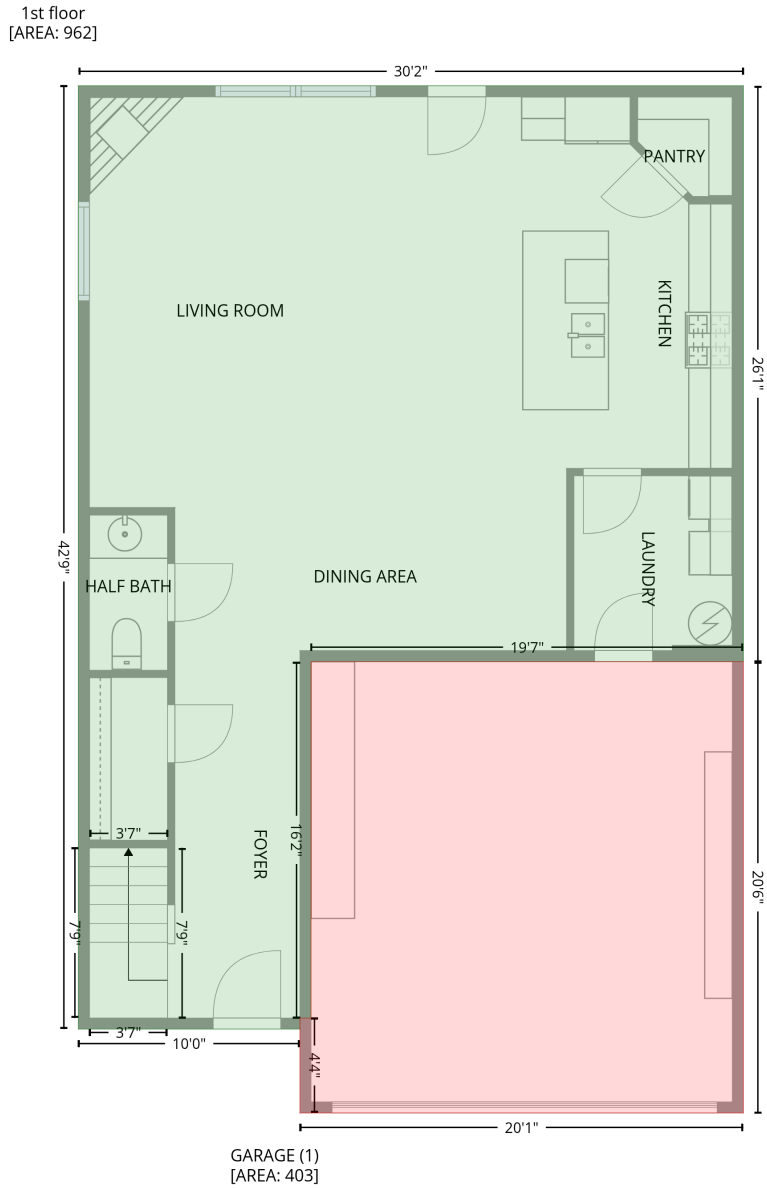 1st floor
[AREA: 962]
30'2"
PANTRY
LIVING ROOM
KITCHEN
26'1"
42'9"
LAUNDRY
DINING AREA
HALF BATH
19'7"
3'7"
FOYER
16'2"
20'6"
7'9"
7'9"
3'7"
10'0"
4'4"
20'1"
GARAGE (1)
[AREA: 403]